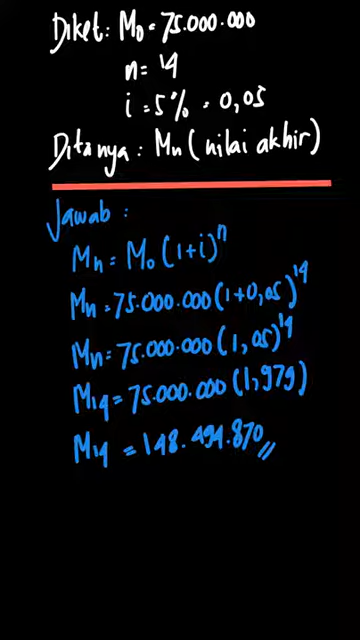 Diket: M₀ = 75.000.000
n = 14
i = 5% = 0,05
Ditanya: Mn (nilai akhir)
Jawab:
Mn = M₀ (1+i)ⁿ
Mn = 75.000.000 (1+0,05)¹⁴
Mn = 75.000.000 (1,05)¹⁴
M₁₄ = 75.000.000 (1,979)
M₁₄ = 148.494.870 //